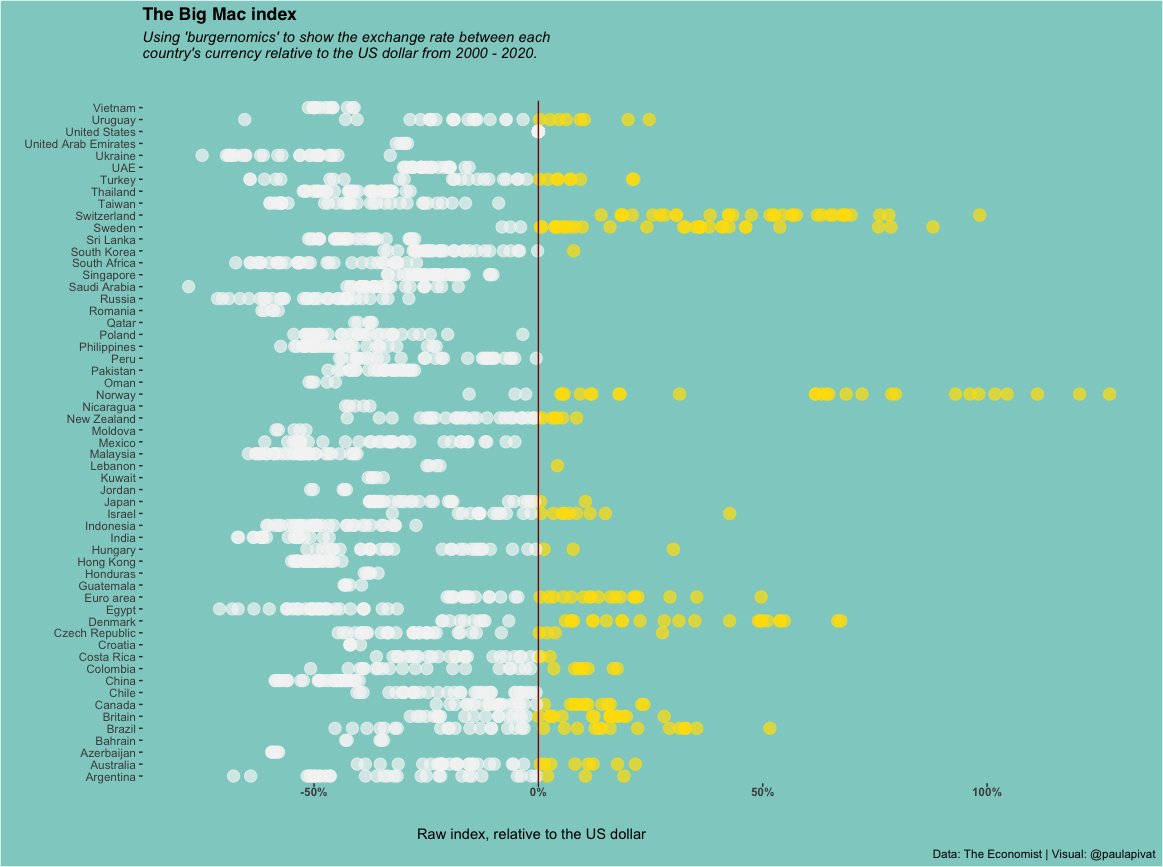 The Big Mac index
Using 'burgernomics' to show the exchange rate between each
country's currency relative to the US dollar from 2000 - 2020.
Vietnam
Uruguay
United States
United Arab Emirates
Ukraine
UAE
Turkey
Thailand
Taiwan
Switzerland
Sweden
Sri Lanka
South Korea
South Africa
Singapore
Saudi Arabia
Russia
Romania
Qatar
Poland
Philippines
Peru
Pakistan
Oman
Norway
Nicaragua
New Zealand
Moldova
Mexico
Malaysia
Lebanon
Kuwait
Jordan
Japan
Israel
Indonesia
India
Hungary
Hong Kong
Honduras
Guatemala
Euro area
Egypt
Denmark
Czech Republic
Croatia
Costa Rica
Colombia
China
Chile
Canada
Britain
Brazil
Bahrain
Azerbaijan
Australia
Argentina
-50% 0% 50% 100%
Raw index, relative to the US dollar
Data: The Economist | Visual: @paulapivat